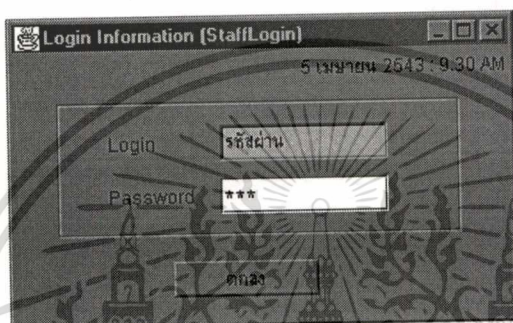 Login Information (StaffLogin)
5 เมษายน 2543 : 9.30 AM
Login รหัสผ่าน
Password ***
ตกลง